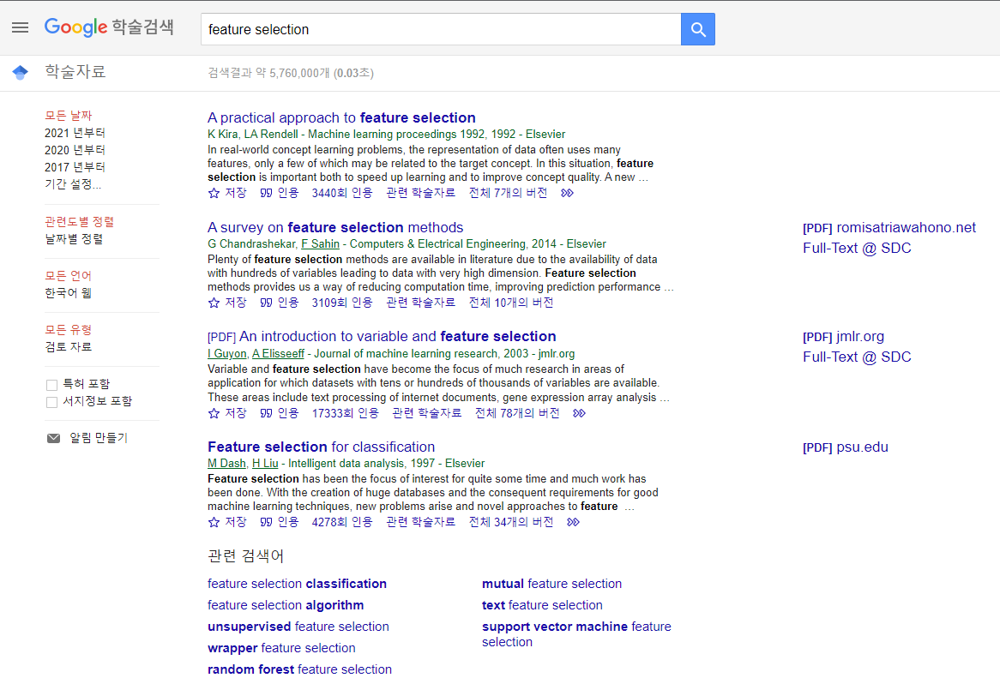 Google 학술검색
feature selection
학술자료
검색결과 약 5,760,000개 (0.03초)
모든 날짜
2021 년부터
2020 년부터
2017 년부터
기간 설정...
관련도별 정렬
날짜별 정렬
모든 언어
한국어 웹
모든 유형
검토 자료
특허 포함
서지정보 포함
알림 만들기
A practical approach to feature selection
K Kira, LA Rendell - Machine learning proceedings 1992, 1992 - Elsevier
In real-world concept learning problems, the representation of data often uses many
features, only a few of which may be related to the target concept. In this situation, feature
selection is important both to speed up learning and to improve concept quality. A new …
저장 인용 3440회 인용 관련 학술자료 전체 7개의 버전
A survey on feature selection methods
G Chandrashekar, F Sahin - Computers & Electrical Engineering, 2014 - Elsevier
Plenty of feature selection methods are available in literature due to the availability of data
with hundreds of variables leading to data with very high dimension. Feature selection
methods provides us a way of reducing computation time, improving prediction performance …
저장 인용 3109회 인용 관련 학술자료 전체 10개의 버전
[PDF] romisatriawahono.net
Full-Text @ SDC
[PDF] An introduction to variable and feature selection
I Guyon, A Elisseeff - Journal of machine learning research, 2003 - jmlr.org
Variable and feature selection have become the focus of much research in areas of
application for which datasets with tens or hundreds of thousands of variables are available.
These areas include text processing of internet documents, gene expression array analysis …
저장 인용 17333회 인용 관련 학술자료 전체 78개의 버전
[PDF] jmlr.org
Full-Text @ SDC
Feature selection for classification
M Dash, H Liu - Intelligent data analysis, 1997 - Elsevier
Feature selection has been the focus of interest for quite some time and much work has
been done. With the creation of huge databases and the consequent requirements for good
machine learning techniques, new problems arise and novel approaches to feature …
저장 인용 4278회 인용 관련 학술자료 전체 34개의 버전
[PDF] psu.edu
관련 검색어
feature selection classification
feature selection algorithm
unsupervised feature selection
wrapper feature selection
random forest feature selection
mutual feature selection
text feature selection
support vector machine feature
selection